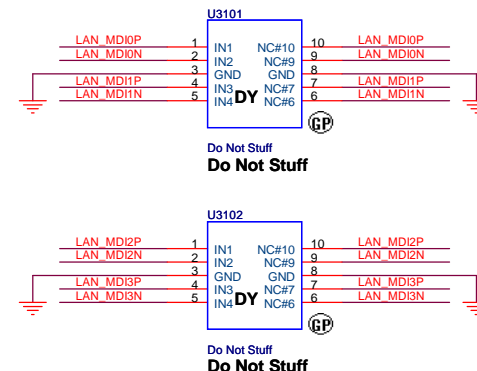 U3101
LAN_MDI0P 1 IN1 NC#10 10 LAN_MDI0P
LAN_MDI0N 2 IN2 NC#9 9 LAN_MDI0N
3 GND GND 8
LAN_MDI1P 4 IN3 NC#7 7 LAN_MDI1P
LAN_MDI1N 5 IN4 DY NC#6 6 LAN_MDI1N
GP
Do Not Stuff
Do Not Stuff
U3102
LAN_MDI2P 1 IN1 NC#10 10 LAN_MDI2P
LAN_MDI2N 2 IN2 NC#9 9 LAN_MDI2N
3 GND GND 8
LAN_MDI3P 4 IN3 NC#7 7 LAN_MDI3P
LAN_MDI3N 5 IN4 DY NC#6 6 LAN_MDI3N
GP
Do Not Stuff
Do Not Stuff